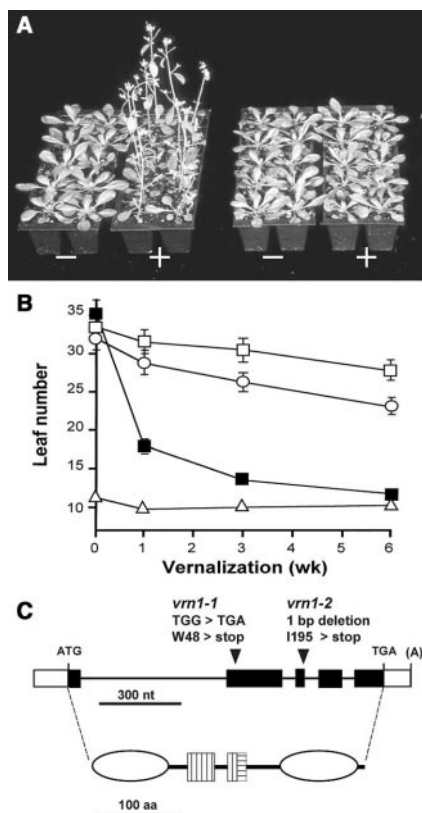 A
− + − +
B
35
30
25
20
15
10
Leaf number
0 1 2 3 4 5 6
Vernalization (wk)
C
vrn1-1 vrn1-2
TGG > TGA 1 bp deletion
W48 > stop I195 > stop
ATG TGA (A)
300 nt
100 aa